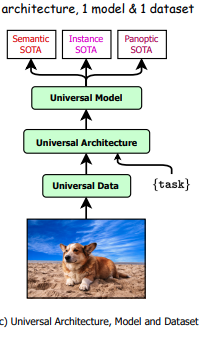 architecture, 1 model & 1 dataset
Semantic Instance Panoptic
SOTA SOTA SOTA
Universal Model
Universal Architecture
{task}
Universal Data
c) Universal Architecture, Model and Dataset